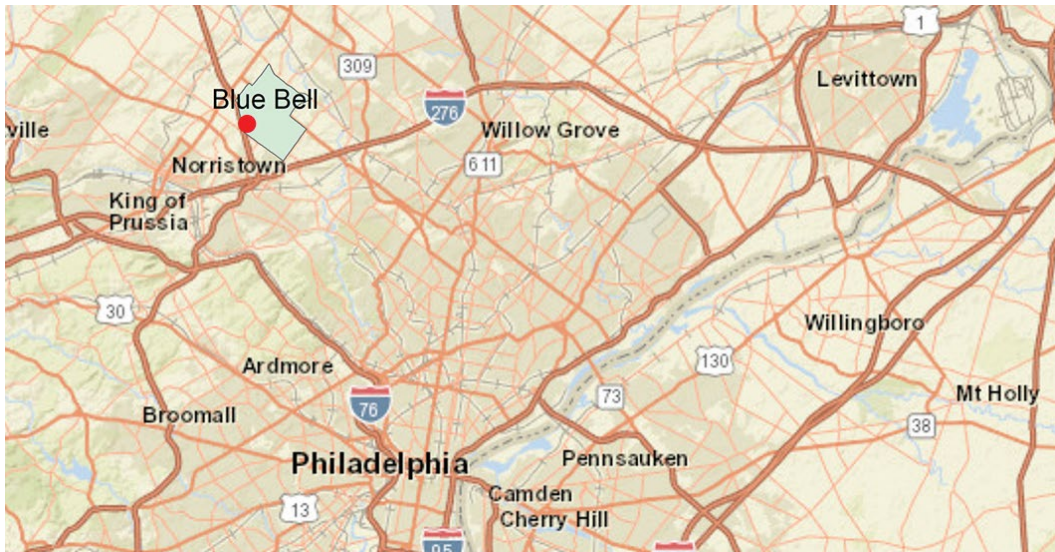 1
309
Levittown
Blue Bell
276
ville
Willow Grove
Norristown
611
King of
Prussia
30
Willingboro
Ardmore
130
76
73
Mt Holly
Broomall
38
Philadelphia
Pennsauken
Camden
13
Cherry Hill
95